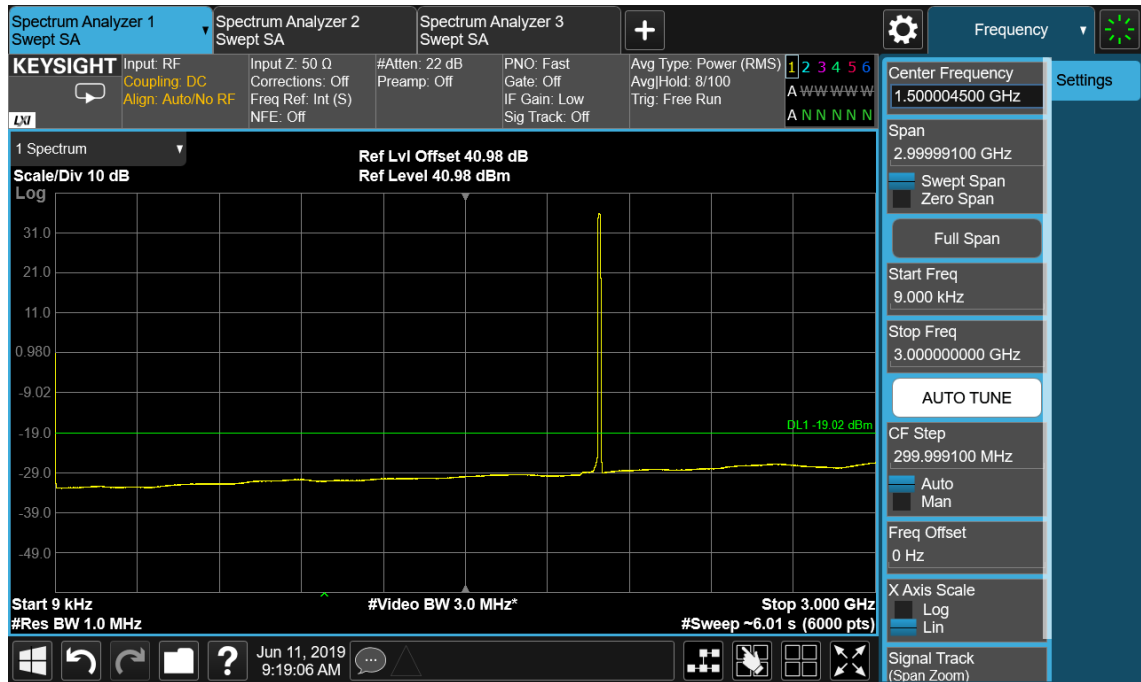 Spectrum Analyzer 1
Swept SA
Spectrum Analyzer 2
Swept SA
Spectrum Analyzer 3
Swept SA
+
Frequency
KEYSIGHT
LXI
Input: RF
Coupling: DC
Align: Auto/No RF
Input Z: 50 Ω
Corrections: Off
Freq Ref: Int (S)
NFE: Off
#Atten: 22 dB
Preamp: Off
PNO: Fast
Gate: Off
IF Gain: Low
Sig Track: Off
Avg Type: Power (RMS)
Avg|Hold: 8/100
Trig: Free Run
1 2 3 4 5 6
A W W W W W
A N N N N N
1 Spectrum
Scale/Div 10 dB
Ref Lvl Offset 40.98 dB
Ref Level 40.98 dBm
Log
31.0
21.0
11.0
0.980
-9.02
-19.0
-29.0
-39.0
-49.0
DL1 -19.02 dBm
Start 9 kHz
#Res BW 1.0 MHz
#Video BW 3.0 MHz*
Stop 3.000 GHz
#Sweep ~6.01 s (6000 pts)
Center Frequency
1.500004500 GHz
Span
2.99999100 GHz
Swept Span
Zero Span
Full Span
Start Freq
9.000 kHz
Stop Freq
3.000000000 GHz
AUTO TUNE
CF Step
299.999100 MHz
Auto
Man
Freq Offset
0 Hz
X Axis Scale
Log
Lin
Signal Track
(Span Zoom)
Settings
?
Jun 11, 2019
9:19:06 AM